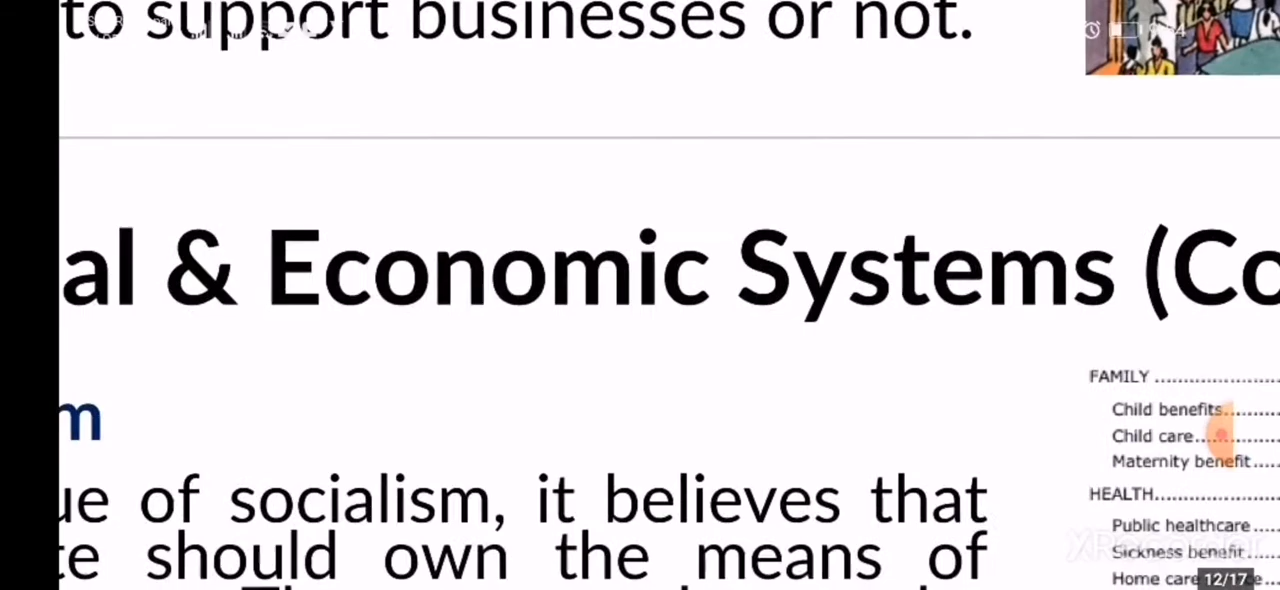 to support businesses or not.
al & Economic Systems (Co
m
ue of socialism, it believes that
te should own the means of
FAMILY
Child benefits
Child care
Maternity benefit
HEALTH
Public healthcare
Sickness benefit
Home care
XRecorder
12/17